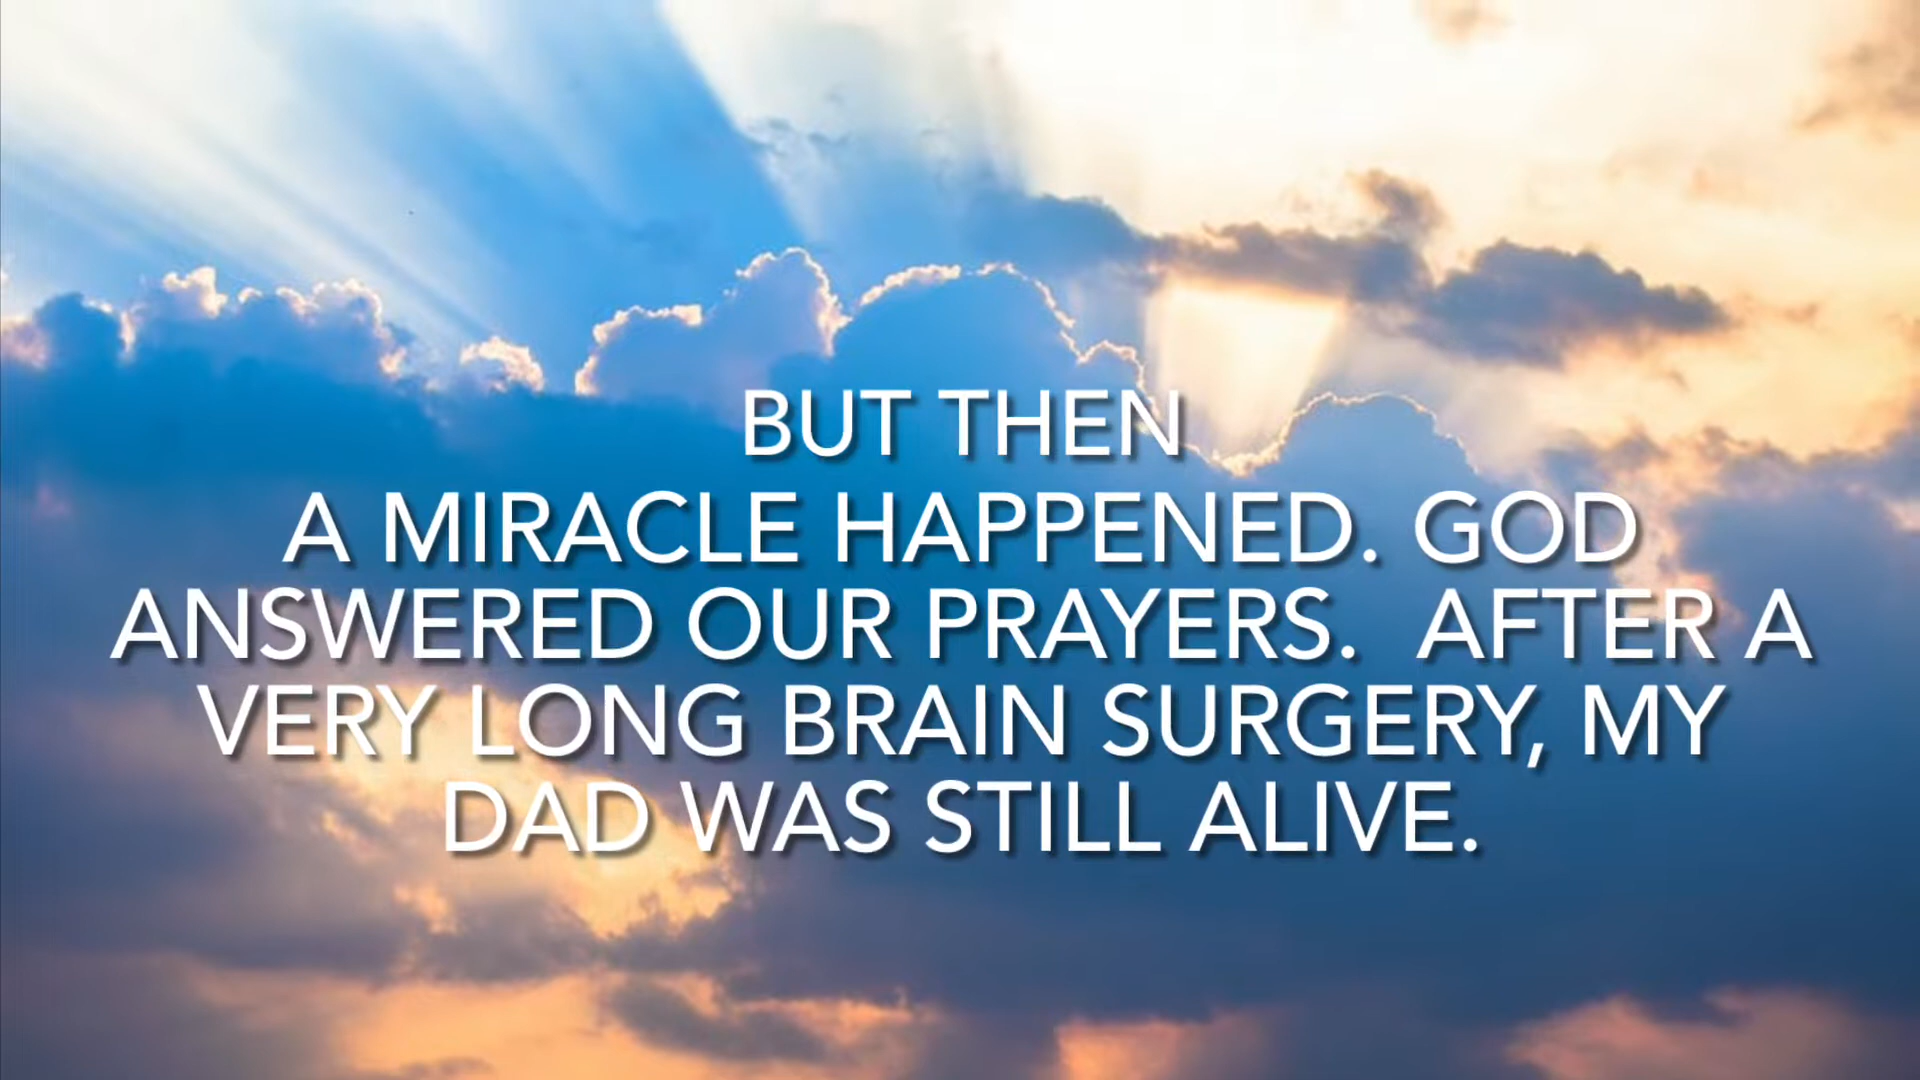 BUT THEN
A MIRACLE HAPPENED. GOD
ANSWERED OUR PRAYERS.  AFTER A
VERY LONG BRAIN SURGERY, MY
DAD WAS STILL ALIVE.